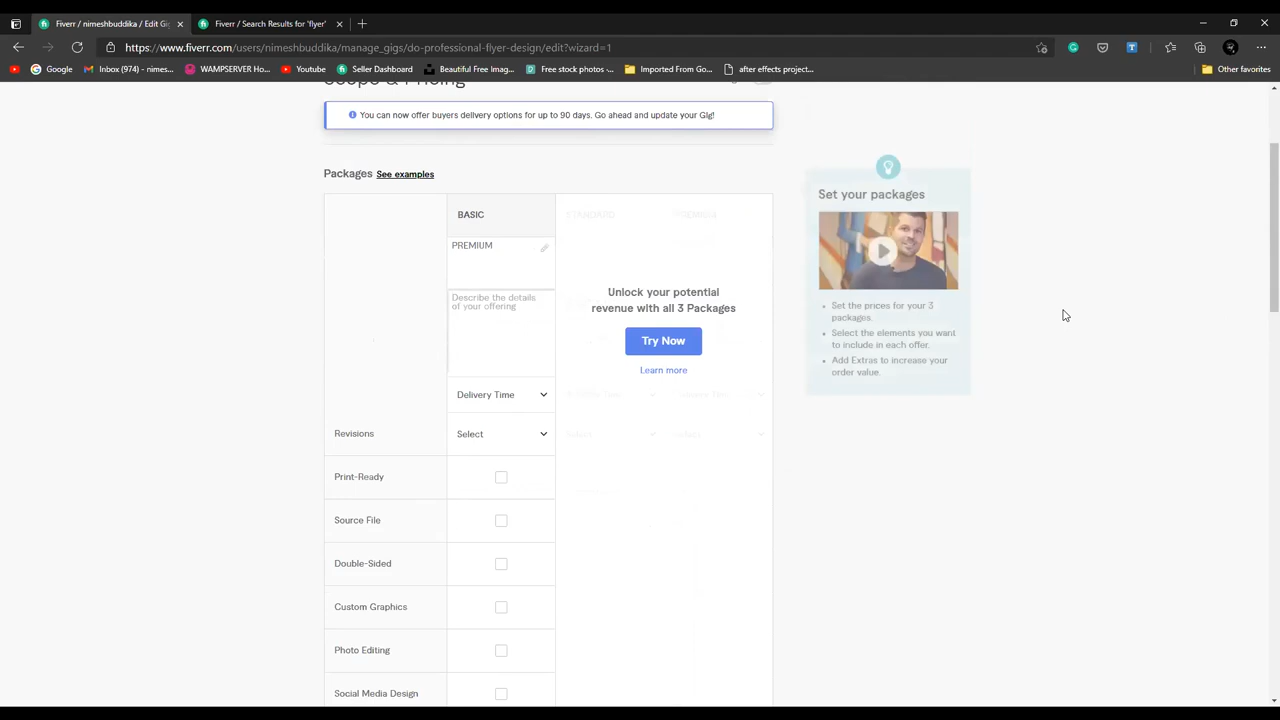 Fiverr / nimeshbuddika / Edit Gig
Fiverr / Search Results for 'flyer'
https://www.fiverr.com/users/nimeshbuddika/manage_gigs/do-professional-flyer-design/edit?wizard=1
Google
Inbox (974) - nimes...
WAMPSERVER Ho...
Youtube
Seller Dashboard
Beautiful Free Imag...
Free stock photos -...
Imported From Go...
after effects project...
Other favorites
Scope & Pricing
You can now offer buyers delivery options for up to 90 days. Go ahead and update your Gig!
Packages See examples
BASIC
STANDARD
PREMIUM
PREMIUM
Describe the details
of your offering
Unlock your potential
revenue with all 3 Packages
Try Now
Learn more
Delivery Time
Revisions
Select
Print-Ready
Source File
Double-Sided
Custom Graphics
Photo Editing
Social Media Design
Set your packages
Set the prices for your 3
packages.
Select the elements you want
to include in each offer.
Add Extras to increase your
order value.